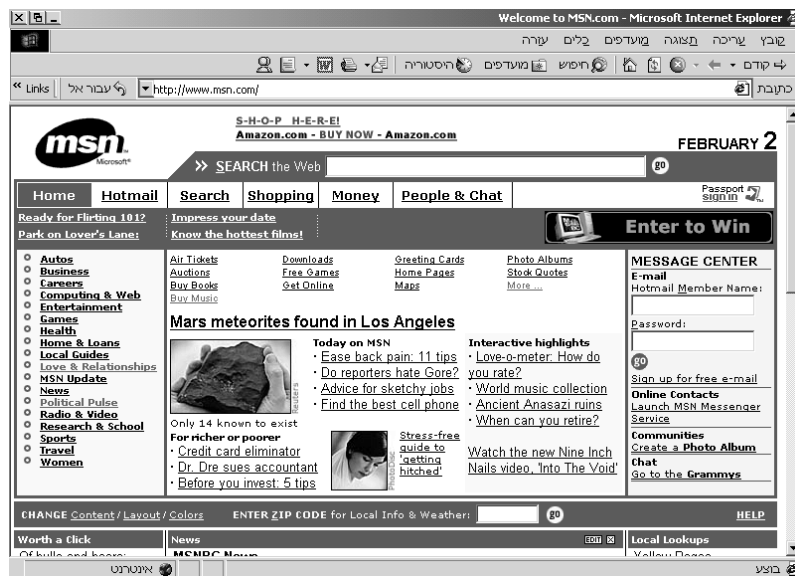 Welcome to MSN.com - Microsoft Internet Explorer
קובץ עריכה תצוגה מועדפים כלים עזרה
קודם חיפוש מועדפים היסטוריה
כתובת http://www.msn.com/ עבור אל Links
msn
Microsoft®
S-H-O-P H-E-R-E!
Amazon.com - BUY NOW - Amazon.com
FEBRUARY 2
>> SEARCH the Web go
Home Hotmail Search Shopping Money People & Chat Passport sign in
Ready for Flirting 101? Impress your date
Park on Lover's Lane: Know the hottest films!
Enter to Win
Autos
Business
Careers
Computing & Web
Entertainment
Games
Health
Home & Loans
Local Guides
Love & Relationships
MSN Update
News
Political Pulse
Radio & Video
Research & School
Sports
Travel
Women
Air Tickets Downloads Greeting Cards Photo Albums
Auctions Free Games Home Pages Stock Quotes
Buy Books Get Online Maps More ...
Buy Music
Mars meteorites found in Los Angeles
Reuters
Only 14 known to exist
For richer or poorer
· Credit card eliminator
· Dr. Dre sues accountant
· Before you invest: 5 tips
Today on MSN
· Ease back pain: 11 tips
· Do reporters hate Gore?
· Advice for sketchy jobs
· Find the best cell phone
PhotoDisc
Stress-free
guide to
'getting
hitched'
Interactive highlights
· Love-o-meter: How do
you rate?
· World music collection
· Ancient Anasazi ruins
· When can you retire?
Watch the new Nine Inch
Nails video, 'Into The Void'
MESSAGE CENTER
E-mail
Hotmail Member Name:
Password:
go
Sign up for free e-mail
Online Contacts
Launch MSN Messenger
Service
Communities
Create a Photo Album
Chat
Go to the Grammys
CHANGE Content / Layout / Colors ENTER ZIP CODE for Local Info & Weather: go HELP
Worth a Click News EDIT X Local Lookups
Of bulls and bears: MSNBC News Yellow Pages
אינטרנט בוצע